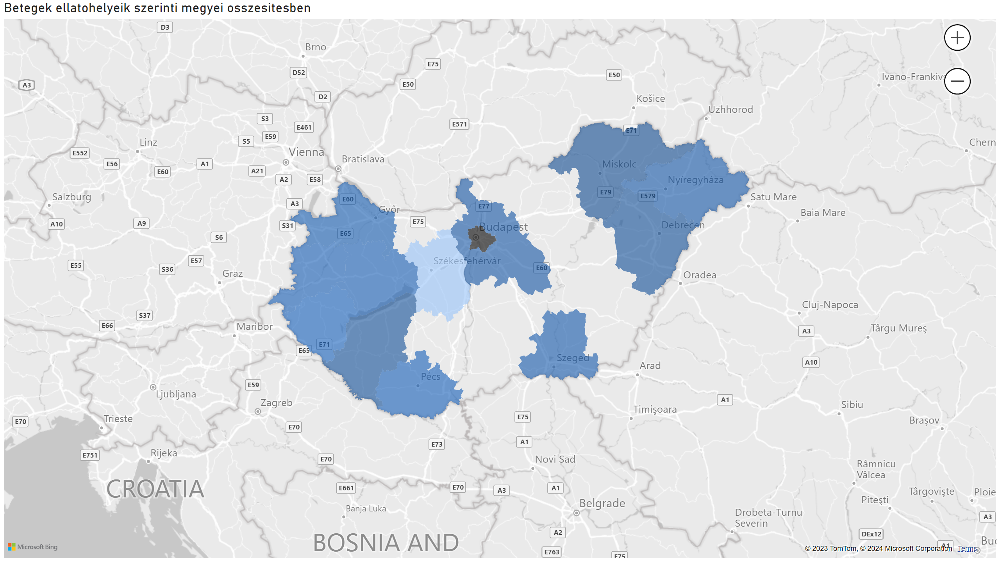 Betegek ellatohelyeik szerinti megyei osszesitesben
D3
Brno
E75
D52
E50
Ivano-Frankivs
A3
E50
D2
Košice
Uzhhorod
S3
E571
E461
E71
E59
S5
Linz
Chern
Vienna
E552
Bratislava
E56
A1
Miskolc
E60
A21
A2
E58
Nyíregyháza
E79
E579
Salzburg
Satu Mare
E60
A3
E77
Győr
Baia Mare
A10
A9
E75
S31
Budapest
Debrecen
E65
S6
E57
Székesfehérvár
E55
S36
E60
Graz
Oradea
Cluj-Napoca
S37
E66
Maribor
Târgu Mureş
A3
E71
E65
Szeged
A10
Arad
Pécs
E59
Ljubljana
A1
Zagreb
Sibiu
Timişoara
E75
Trieste
Braşov
E70
E70
A1
E73
Rijeka
E751
E70
Novi Sad
Râmnicu
Vâlcea
CROATIA
E661
E70
A3
A1
Târgovişte
Ploie
Piteşti
Belgrade
Banja Luka
Drobeta-Turnu
Severin
A3
A2
DEx12
BOSNIA AND
Buc
A1
Microsoft Bing
© 2023 TomTom, © 2024 Microsoft Corporation Terms
E763
E75